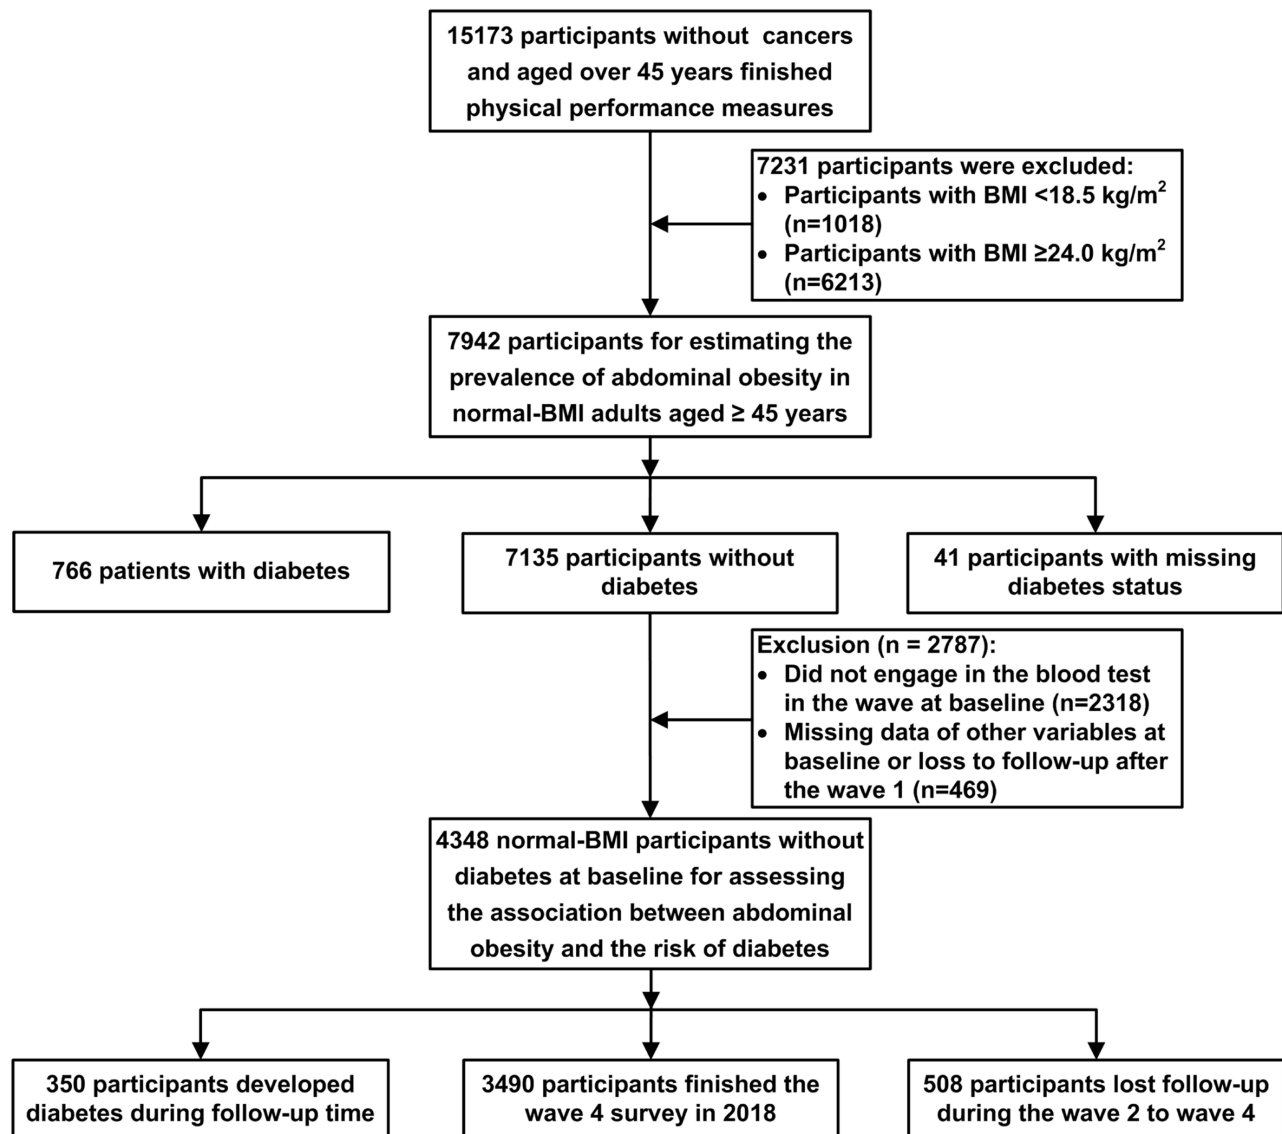 15173 participants without cancers
and aged over 45 years finished
physical performance measures
7231 participants were excluded:
• Participants with BMI <18.5 kg/m²
(n=1018)
• Participants with BMI ≥24.0 kg/m²
(n=6213)
7942 participants for estimating the
prevalence of abdominal obesity in
normal-BMI adults aged ≥ 45 years
766 patients with diabetes
7135 participants without
diabetes
41 participants with missing
diabetes status
Exclusion (n = 2787):
• Did not engage in the blood test
in the wave at baseline (n=2318)
• Missing data of other variables at
baseline or loss to follow-up after
the wave 1 (n=469)
4348 normal-BMI participants without
diabetes at baseline for assessing
the association between abdominal
obesity and the risk of diabetes
350 participants developed
diabetes during follow-up time
3490 participants finished the
wave 4 survey in 2018
508 participants lost follow-up
during the wave 2 to wave 4